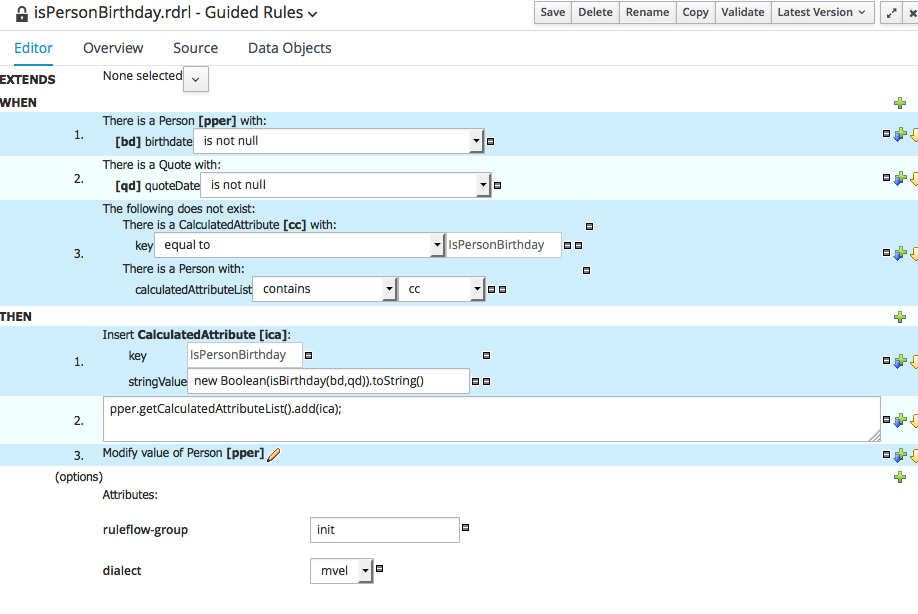 isPersonBirthday.rdrl - Guided Rules
Save Delete Rename Copy Validate Latest Version
Editor Overview Source Data Objects
EXTENDS None selected
WHEN
There is a Person [pper] with:
1.
[bd] birthdate is not null
There is a Quote with:
2.
[qd] quoteDate is not null
The following does not exist:
There is a CalculatedAttribute [cc] with:
key equal to IsPersonBirthday
3.
There is a Person with:
calculatedAttributeList contains cc
THEN
Insert CalculatedAttribute [ica]:
key IsPersonBirthday
1.
stringValue new Boolean(isBirthday(bd,qd)).toString()
pper.getCalculatedAttributeList().add(ica);
2.
3. Modify value of Person [pper]
(options)
Attributes:
ruleflow-group init
dialect mvel